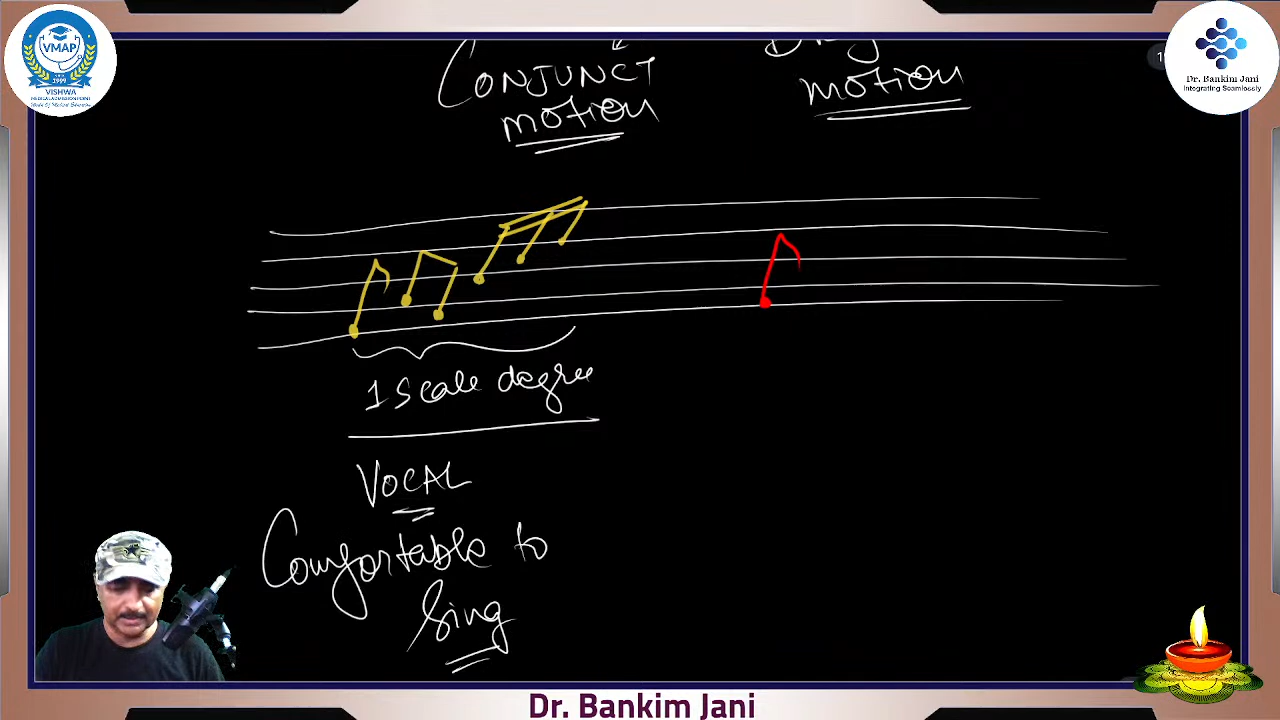 VMAP
1999
VISHWA
Dr. Bankim Jani
Integrating Seamlessly
CONJUNCT
motion
motion
1 Scale degree
VOCAL
Comfortable to
Sing
Dr. Bankim Jani